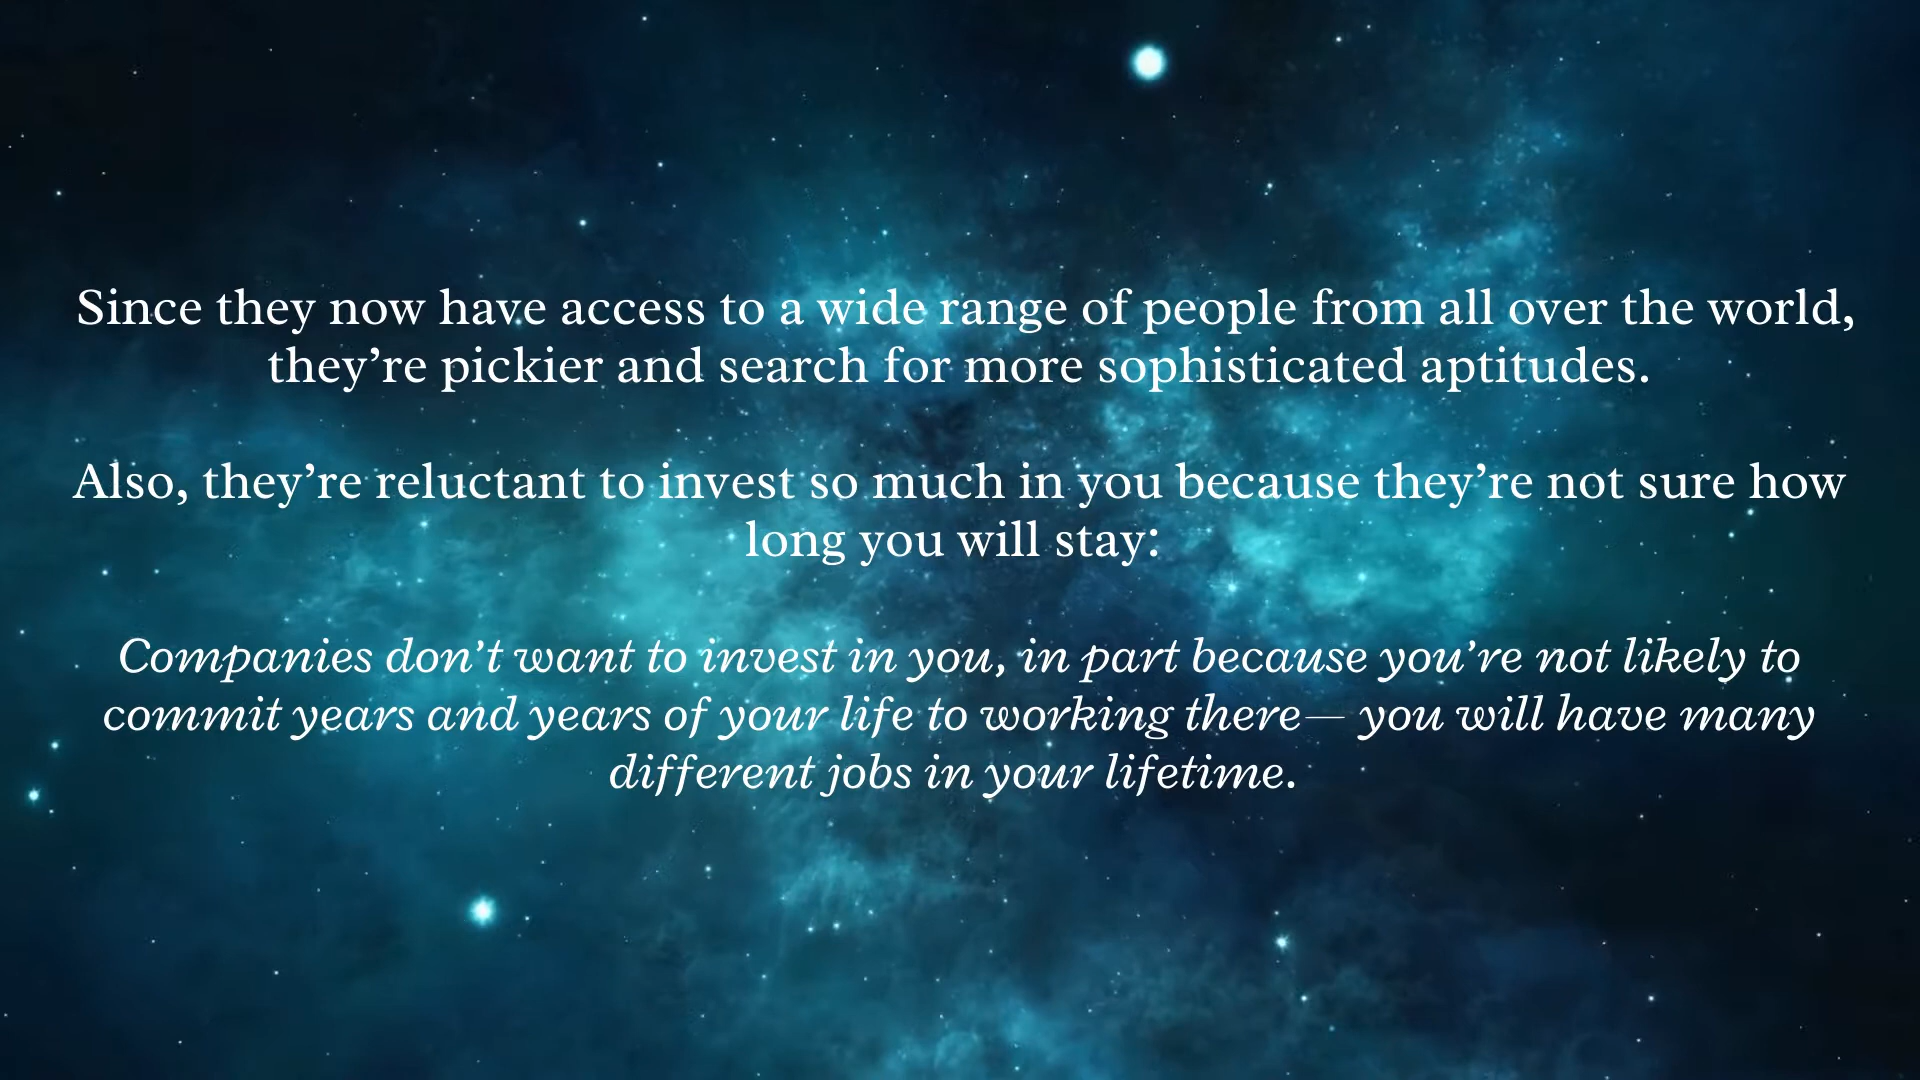 Since they now have access to a wide range of people from all over the world,
they’re pickier and search for more sophisticated aptitudes.
Also, they’re reluctant to invest so much in you because they’re not sure how
long you will stay:
Companies don’t want to invest in you, in part because you’re not likely to
commit years and years of your life to working there— you will have many
different jobs in your lifetime.